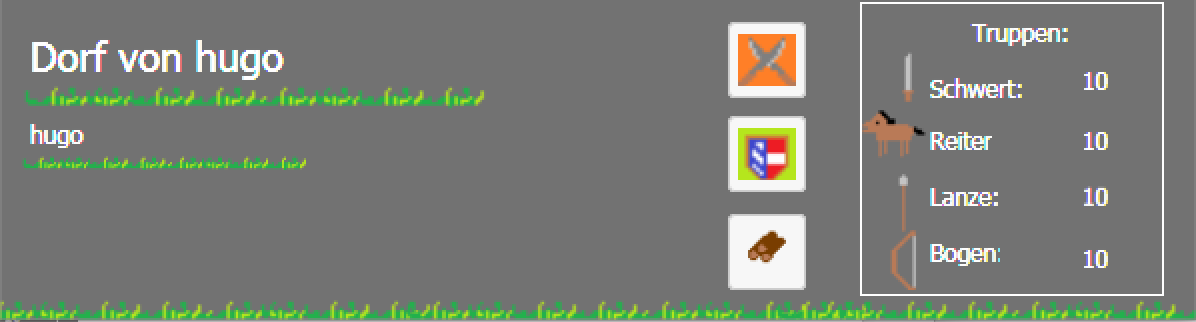 Dorf von hugo
hugo
Truppen:
Schwert: 10
Reiter 10
Lanze: 10
Bogen: 10